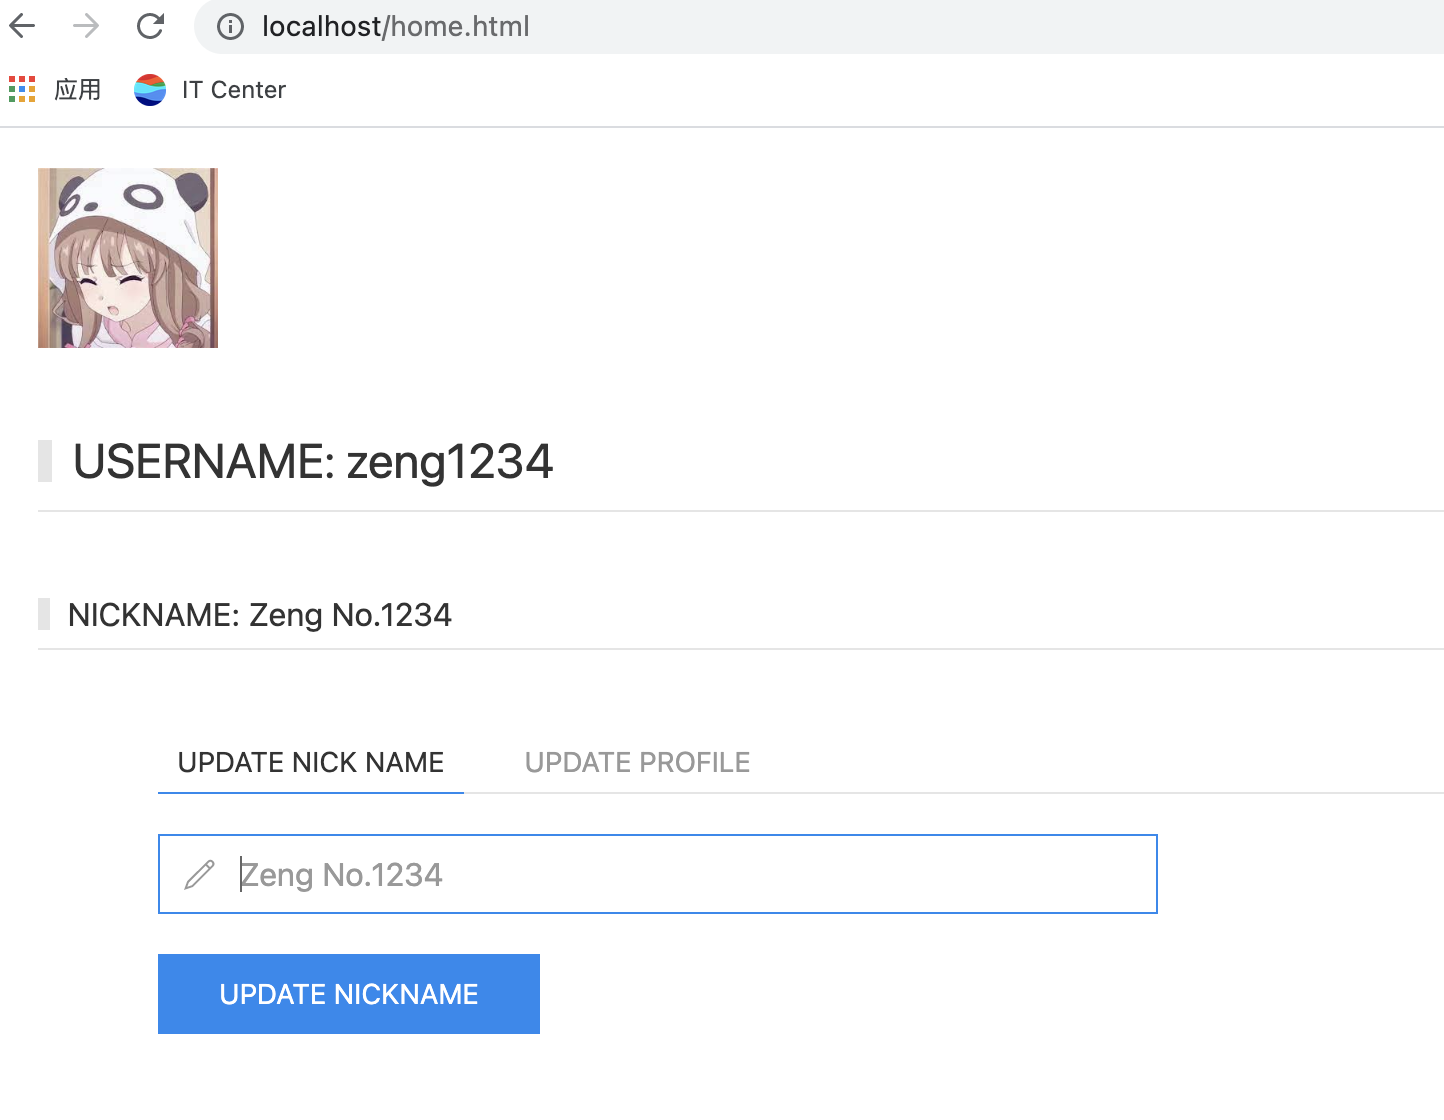 localhost/home.html
应用 IT Center
USERNAME: zeng1234
NICKNAME: Zeng No.1234
UPDATE NICK NAME UPDATE PROFILE
Zeng No.1234
UPDATE NICKNAME